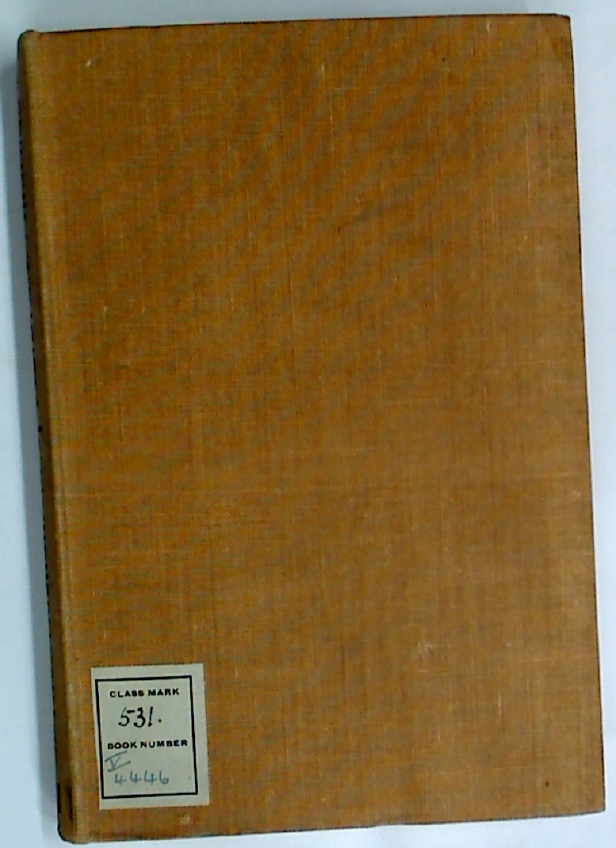 CLASS MARK
531.
BOOK NUMBER
V
4446